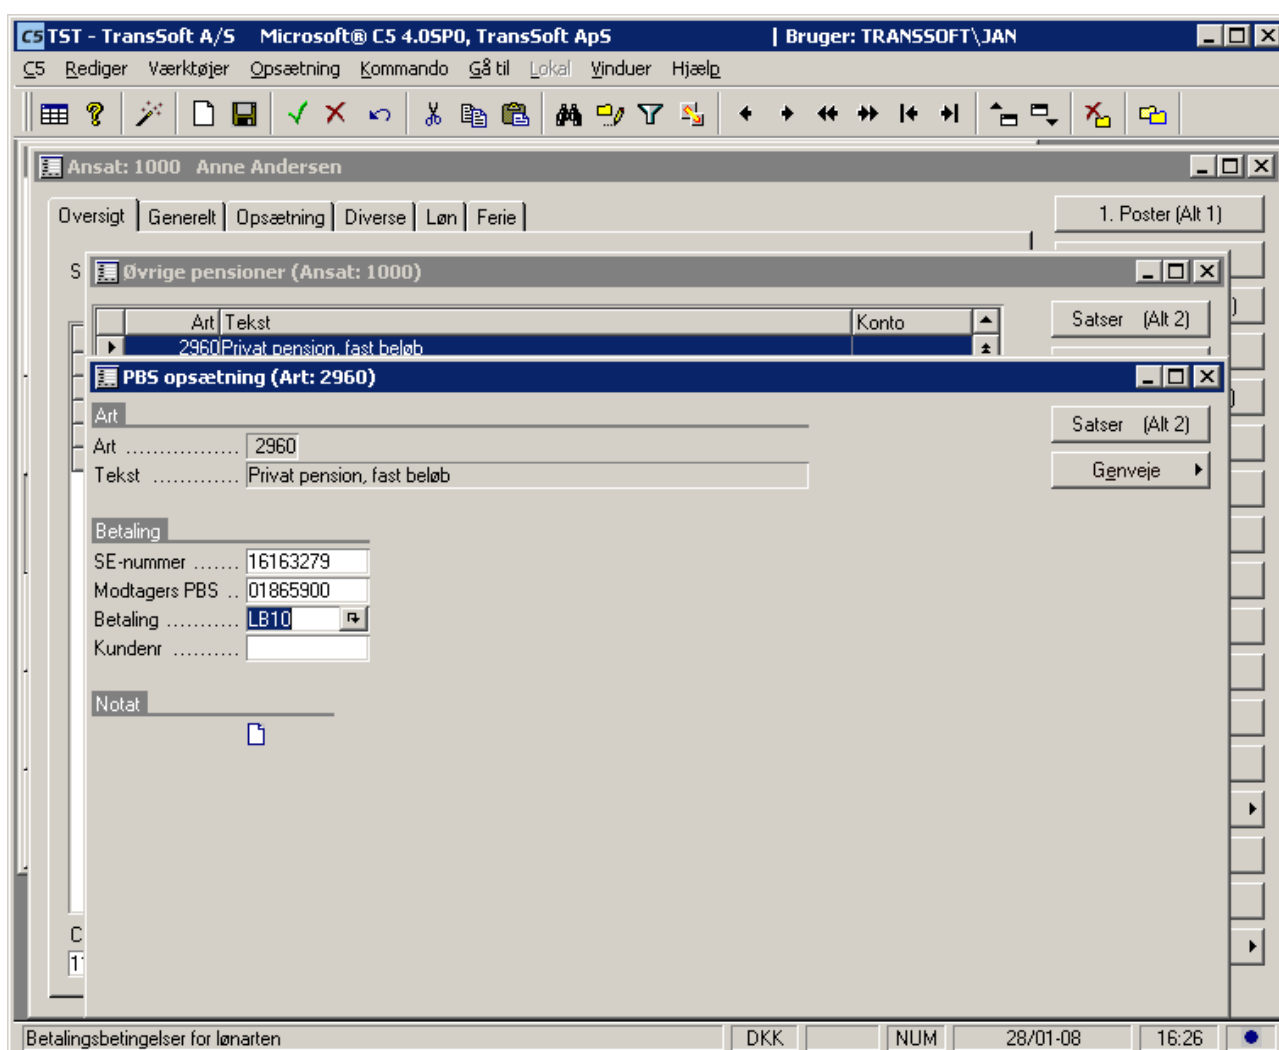 C5 TST - TransSoft A/S Microsoft® C5 4.0SP0, TransSoft ApS | Bruger: TRANSSOFT\JAN
C5 Rediger Værktøjer Opsætning Kommando Gå til Lokal Vinduer Hjælp
Ansat: 1000 Anne Andersen
Oversigt Generelt Opsætning Diverse Løn Ferie
1. Poster (Alt 1)
S
Øvrige pensioner (Ansat: 1000)
Art Tekst Konto
Satser (Alt 2)
2960 Privat pension, fast beløb
PBS opsætning (Art: 2960)
Art
Satser (Alt 2)
Art ................. 2960
Genveje
Tekst ............. Privat pension, fast beløb
Betaling
SE-nummer ....... 16163279
Modtagers PBS .. 01865900
Betaling ........... LB10
Kundenr ..........
Notat
C
Betalingsbetingelser for lønarten DKK NUM 28/01-08 16:26